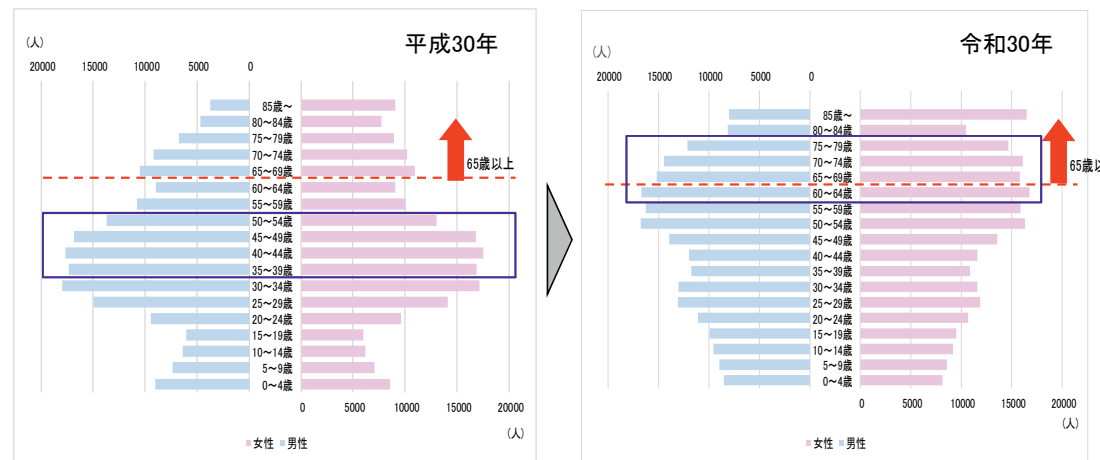 平成30年
(人)
20000 15000 10000 5000 0
85歳～
80～84歳
75～79歳
70～74歳
65～69歳
60～64歳
55～59歳
50～54歳
45～49歳
40～44歳
35～39歳
30～34歳
25～29歳
20～24歳
15～19歳
10～14歳
5～9歳
0～4歳
65歳以上
0 5000 10000 15000 20000
(人)
女性 男性
令和30年
(人)
20000 15000 10000 5000 0
85歳～
80～84歳
75～79歳
70～74歳
65～69歳
60～64歳
55～59歳
50～54歳
45～49歳
40～44歳
35～39歳
30～34歳
25～29歳
20～24歳
15～19歳
10～14歳
5～9歳
0～4歳
65歳以
0 5000 10000 15000 20000
(人)
女性 男性